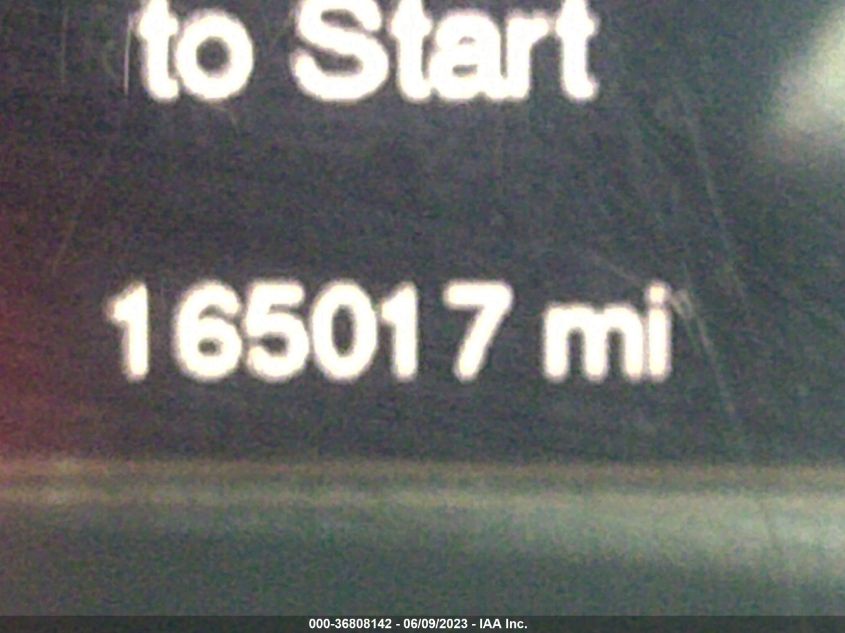 to Start
165017 mi
000-36808142 - 06/09/2023 - IAA Inc.